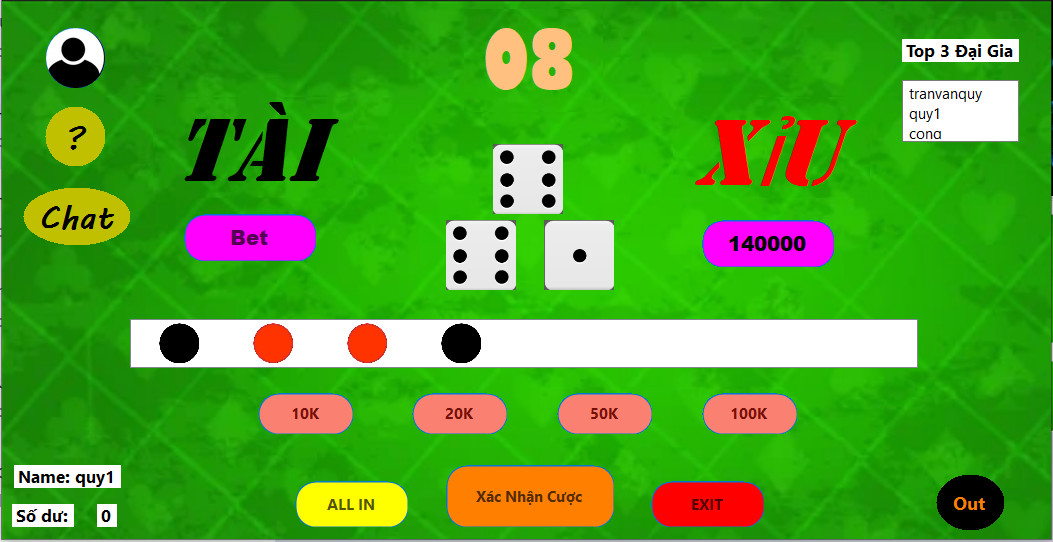 08
Top 3 Đại Gia
tranvanquy
quy1
cong
?
TÀI
XỈU
Chat
Bet
140000
10K
20K
50K
100K
Name: quy1
Số dư: 0
ALL IN
Xác Nhận Cược
EXIT
Out